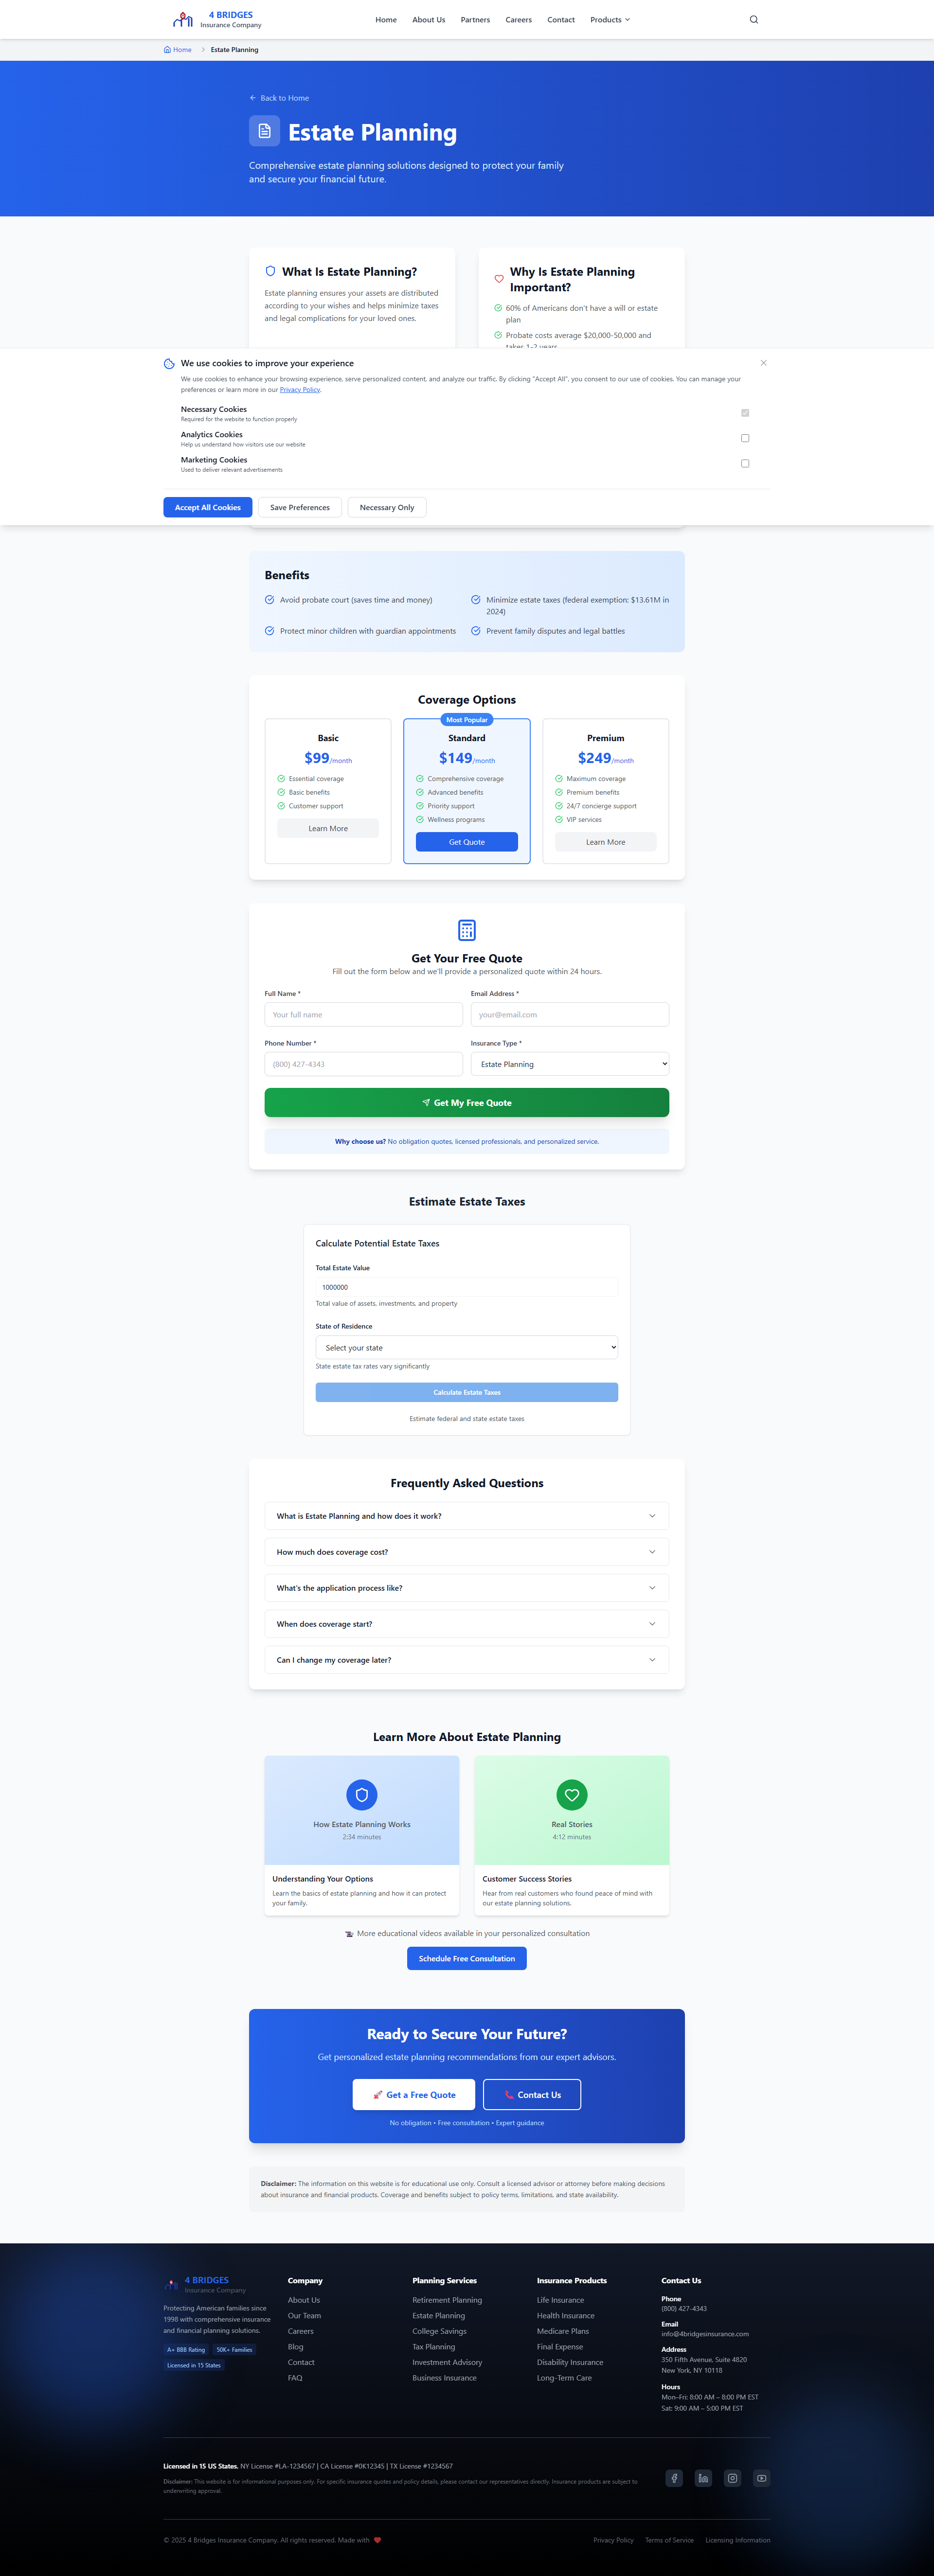 4 BRIDGES
Insurance Company
Home
About Us
Partners
Careers
Contact
Products
Home
Estate Planning
Back to Home
Estate Planning
Comprehensive estate planning solutions designed to protect your family
and secure your financial future.
What Is Estate Planning?
Estate planning ensures your assets are distributed
according to your wishes and helps minimize taxes
and legal complications for your loved ones.
Why Is Estate Planning
Important?
60% of Americans don't have a will or estate
plan
Probate costs average $20,000-50,000 and
takes 1-2 years
We use cookies to improve your experience
We use cookies to enhance your browsing experience, serve personalized content, and analyze our traffic. By clicking "Accept All", you consent to our use of cookies. You can manage your
preferences or learn more in our Privacy Policy.
Necessary Cookies
Required for the website to function properly
Analytics Cookies
Help us understand how visitors use our website
Marketing Cookies
Used to deliver relevant advertisements
Accept All Cookies
Save Preferences
Necessary Only
Benefits
Avoid probate court (saves time and money)
Minimize estate taxes (federal exemption: $13.61M in
2024)
Protect minor children with guardian appointments
Prevent family disputes and legal battles
Coverage Options
Basic
$99/month
Essential coverage
Basic benefits
Customer support
Learn More
Most Popular
Standard
$149/month
Comprehensive coverage
Advanced benefits
Priority support
Wellness programs
Get Quote
Premium
$249/month
Maximum coverage
Premium benefits
24/7 concierge support
VIP services
Learn More
Get Your Free Quote
Fill out the form below and we'll provide a personalized quote within 24 hours.
Full Name *
Your full name
Email Address *
your@email.com
Phone Number *
(800) 427-4343
Insurance Type *
Estate Planning
Get My Free Quote
Why choose us? No obligation quotes, licensed professionals, and personalized service.
Estimate Estate Taxes
Calculate Potential Estate Taxes
Total Estate Value
1000000
Total value of assets, investments, and property
State of Residence
Select your state
State estate tax rates vary significantly
Calculate Estate Taxes
Estimate federal and state estate taxes
Frequently Asked Questions
What is Estate Planning and how does it work?
How much does coverage cost?
What's the application process like?
When does coverage start?
Can I change my coverage later?
Learn More About Estate Planning
How Estate Planning Works
2:34 minutes
Understanding Your Options
Learn the basics of estate planning and how it can protect
your family.
Real Stories
4:12 minutes
Customer Success Stories
Hear from real customers who found peace of mind with
our estate planning solutions.
More educational videos available in your personalized consultation
Schedule Free Consultation
Ready to Secure Your Future?
Get personalized estate planning recommendations from our expert advisors.
Get a Free Quote
Contact Us
No obligation • Free consultation • Expert guidance
Disclaimer: The information on this website is for educational use only. Consult a licensed advisor or attorney before making decisions
about insurance and financial products. Coverage and benefits subject to policy terms, limitations, and state availability.
4 BRIDGES
Insurance Company
Protecting American families since
1998 with comprehensive insurance
and financial planning solutions.
A+ BBB Rating
50K+ Families
Licensed in 15 States
Company
About Us
Our Team
Careers
Blog
Contact
FAQ
Planning Services
Retirement Planning
Estate Planning
College Savings
Tax Planning
Investment Advisory
Business Insurance
Insurance Products
Life Insurance
Health Insurance
Medicare Plans
Final Expense
Disability Insurance
Long-Term Care
Contact Us
Phone
(800) 427-4343
Email
info@4bridgesinsurance.com
Address
350 Fifth Avenue, Suite 4820
New York, NY 10118
Hours
Mon–Fri: 8:00 AM – 8:00 PM EST
Sat: 9:00 AM – 5:00 PM EST
Licensed in 15 US States. NY License #LA-1234567 | CA License #0K12345 | TX License #1234567
Disclaimer: This website is for informational purposes only. For specific insurance quotes and policy details, please contact our representatives directly. Insurance products are subject to
underwriting approval.
© 2025 4 Bridges Insurance Company. All rights reserved. Made with
Privacy Policy
Terms of Service
Licensing Information